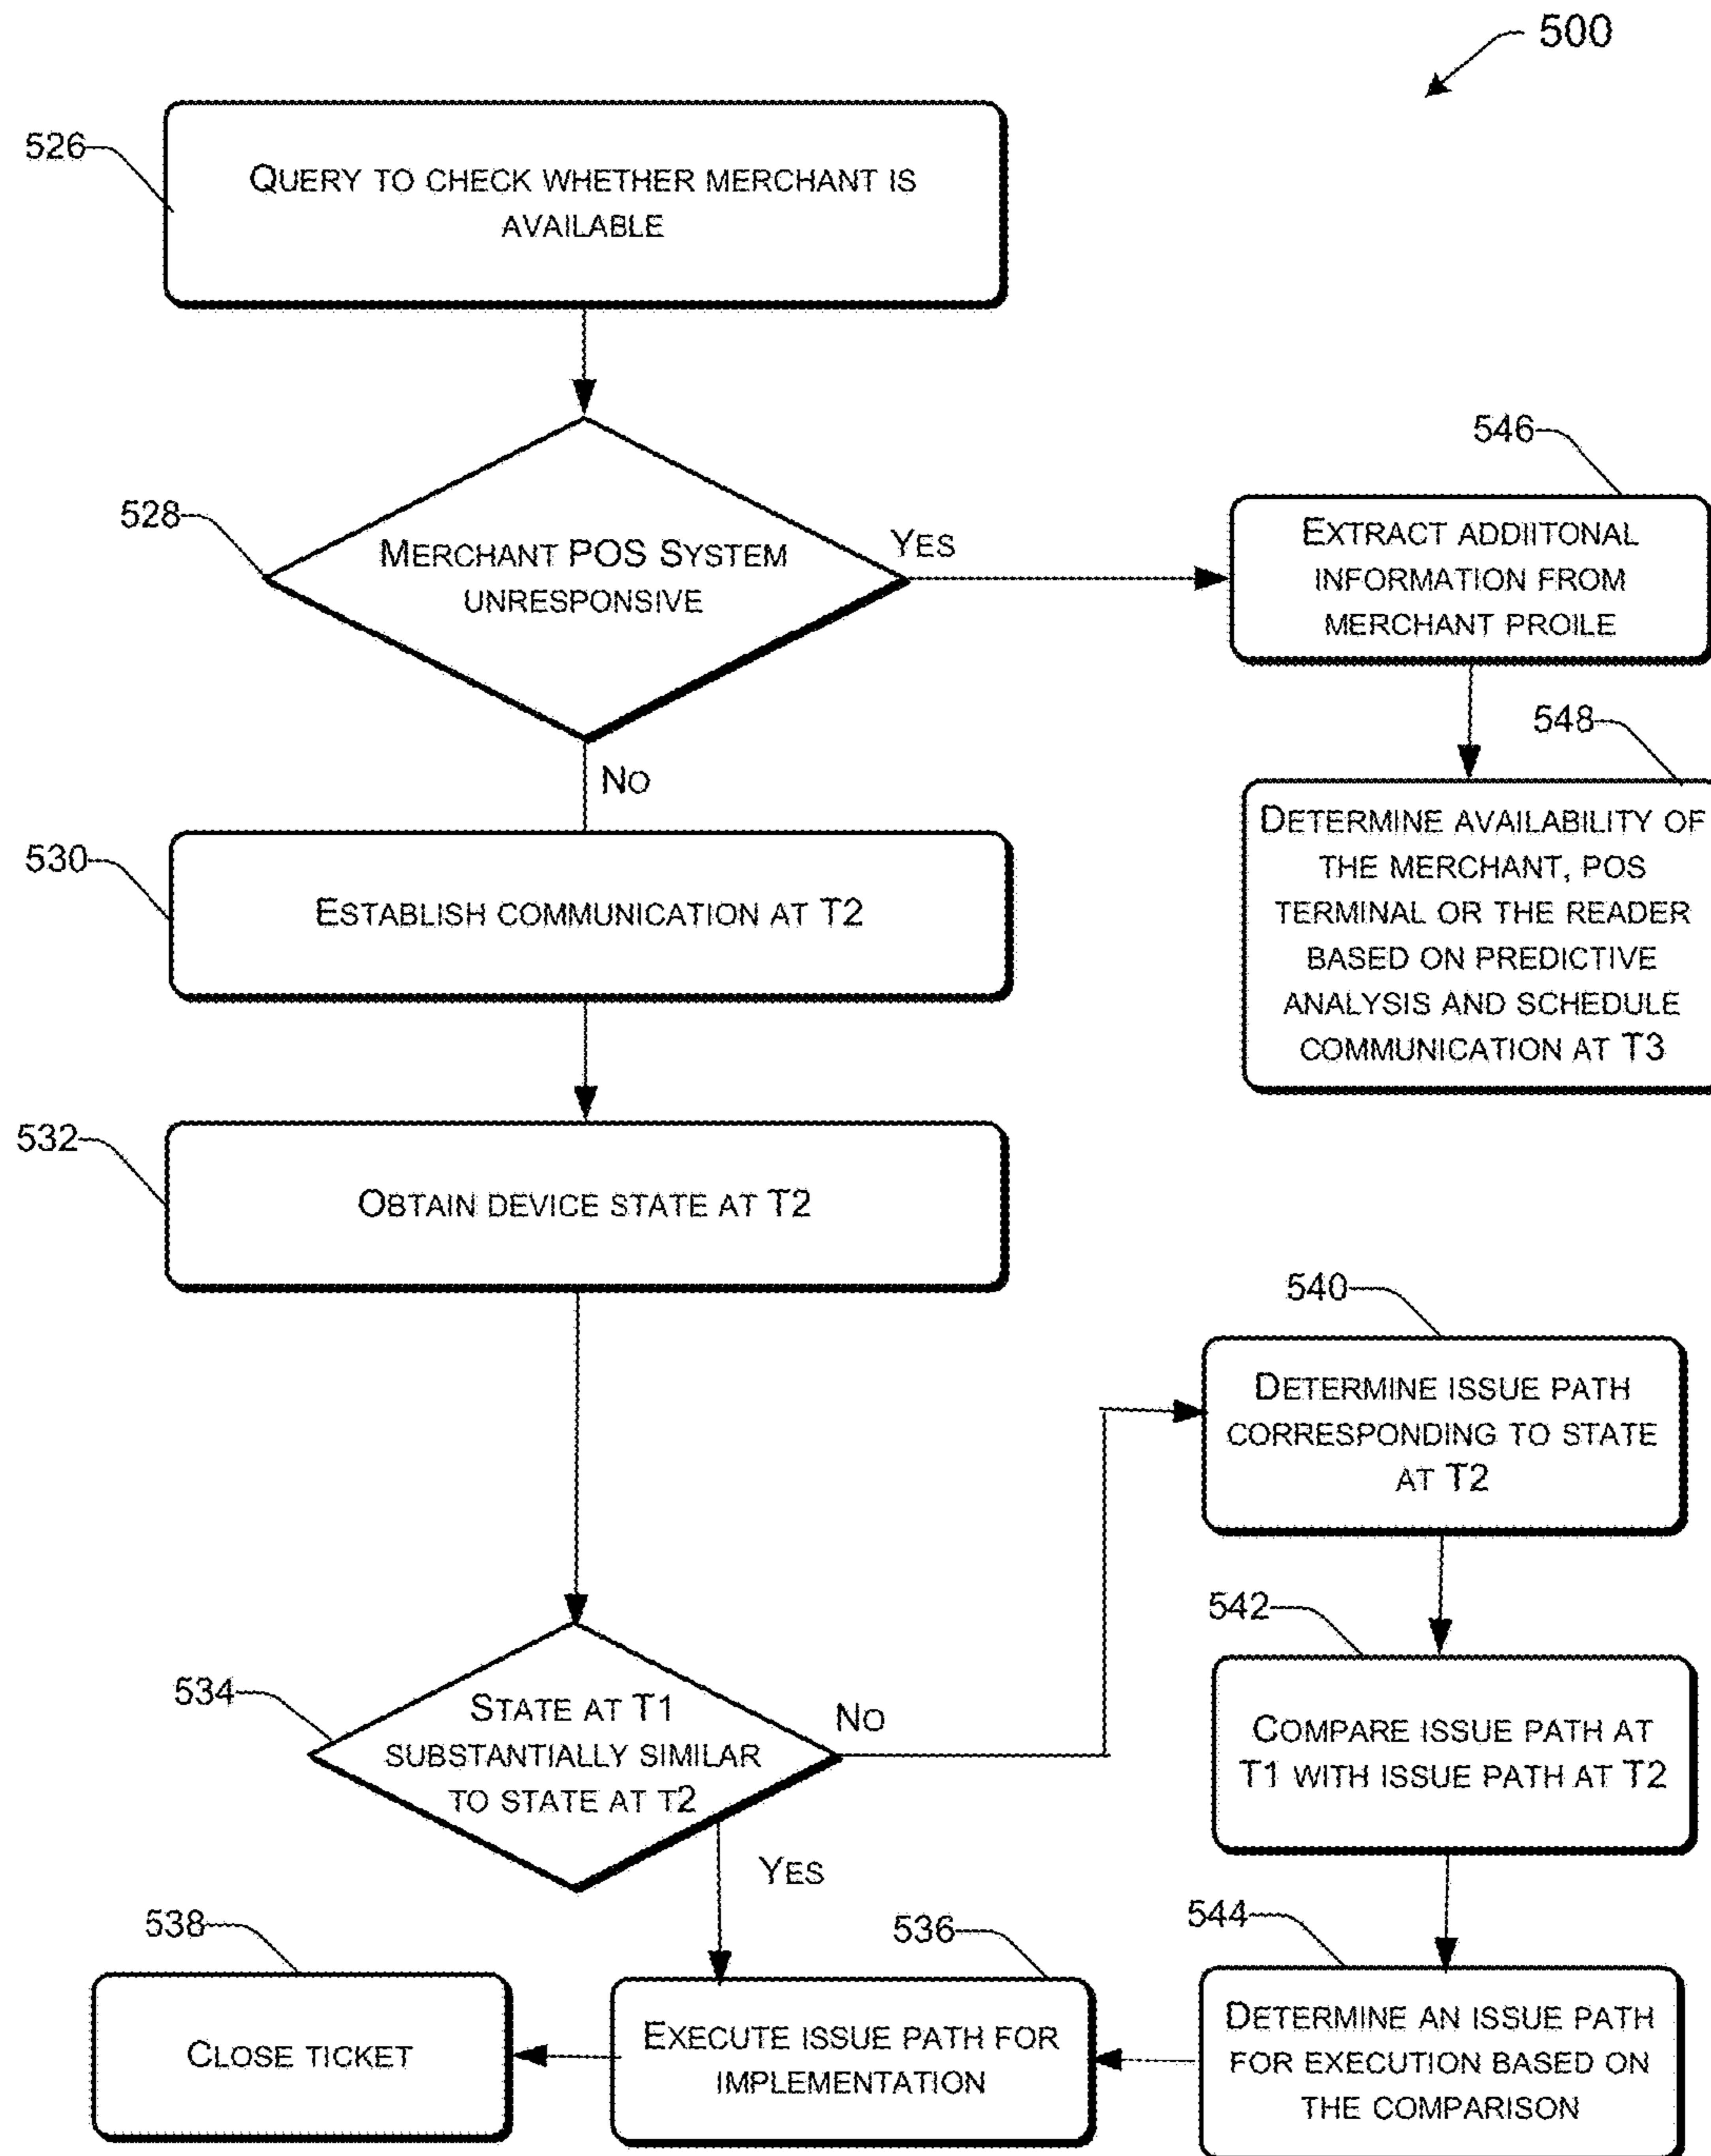 500
526
QUERY TO CHECK WHETHER MERCHANT IS
AVAILABLE
528
MERCHANT POS SYSTEM
UNRESPONSIVE
YES
546
EXTRACT ADDIITONAL
INFORMATION FROM
MERCHANT PROILE
NO
548
DETERMINE AVAILABILITY OF
THE MERCHANT, POS
TERMINAL OR THE READER
BASED ON PREDICTIVE
ANALYSIS AND SCHEDULE
COMMUNICATION AT T3
530
ESTABLISH COMMUNICATION AT T2
532
OBTAIN DEVICE STATE AT T2
534
STATE AT T1
SUBSTANTIALLY SIMILAR
TO STATE AT T2
NO
YES
540
DETERMINE ISSUE PATH
CORRESPONDING TO STATE
AT T2
542
COMPARE ISSUE PATH AT
T1 WITH ISSUE PATH AT T2
544
DETERMINE AN ISSUE PATH
FOR EXECUTION BASED ON
THE COMPARISON
536
EXECUTE ISSUE PATH FOR
IMPLEMENTATION
538
CLOSE TICKET